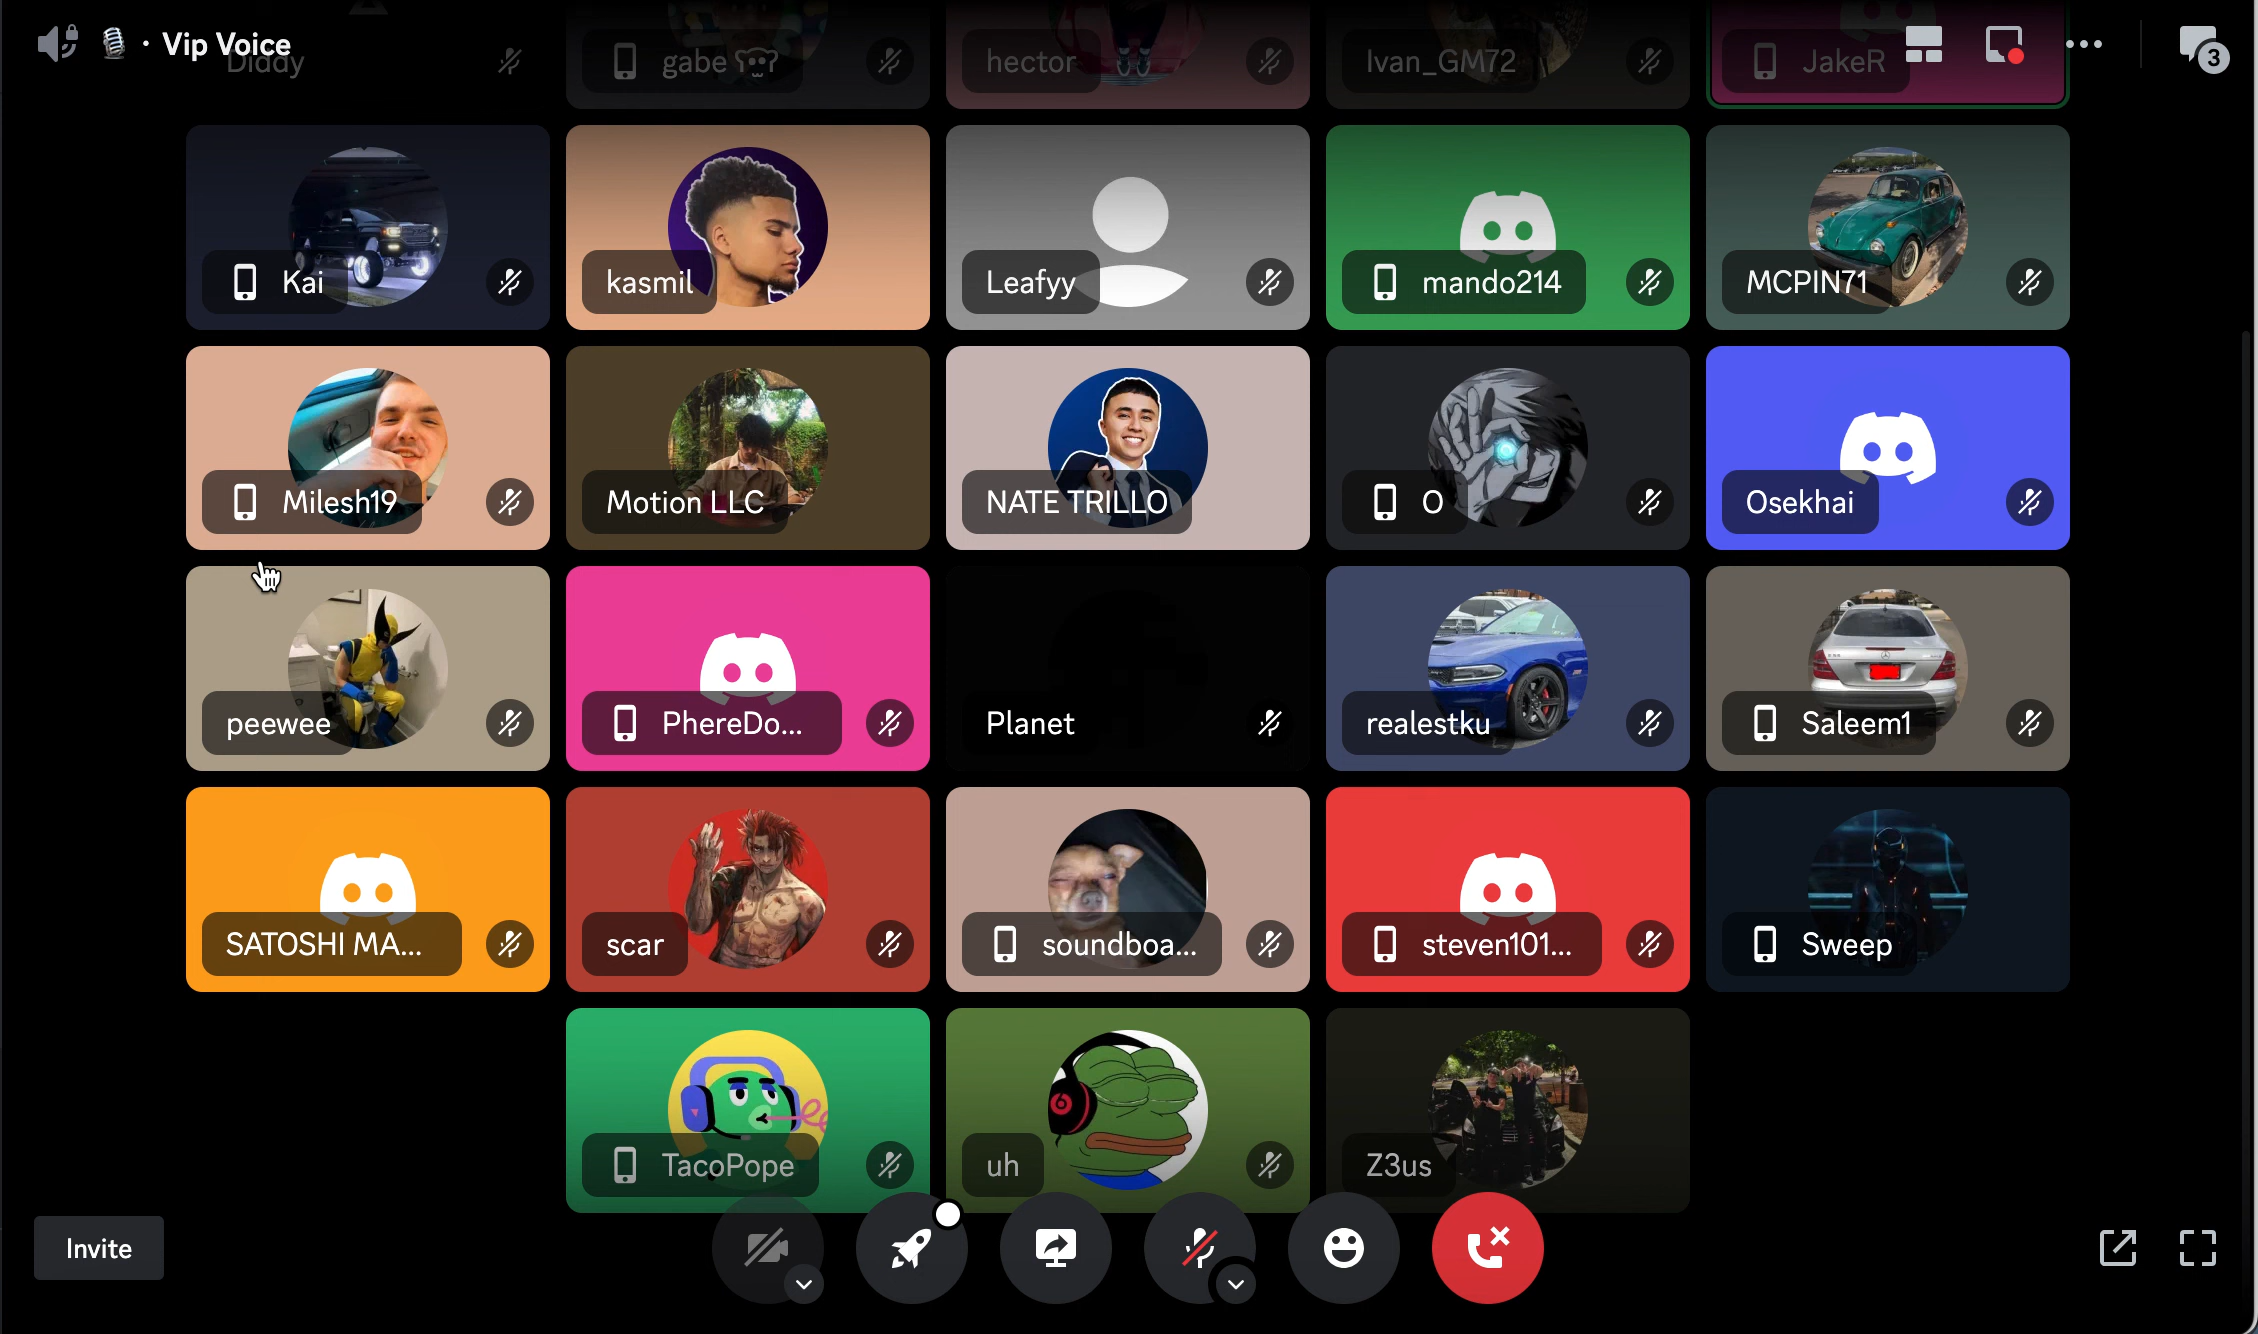 Vip Voice
3
Diddy
gabe
hector
Ivan_GM72
JakeR
Kai
kasmil
Leafyy
mando214
MCPIN71
Milesh19
Motion LLC
NATE TRILLO
O
Osekhai
peewee
PhereDo...
Planet
realestku
Saleem1
SATOSHI MA...
scar
soundboa...
steven101...
Sweep
TacoPope
uh
Z3us
Invite